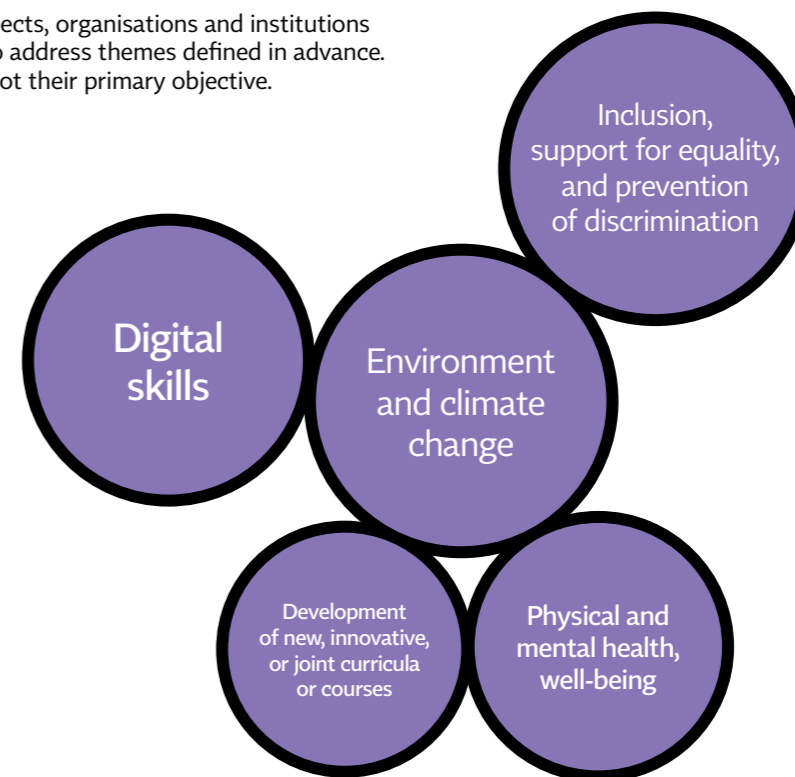 ects, organisations and institutions
o address themes defined in advance.
ot their primary objective.
Inclusion,
support for equality,
and prevention
of discrimination
Digital
skills
Environment
and climate
change
Development
of new, innovative,
or joint curricula
or courses
Physical and
mental health,
well-being